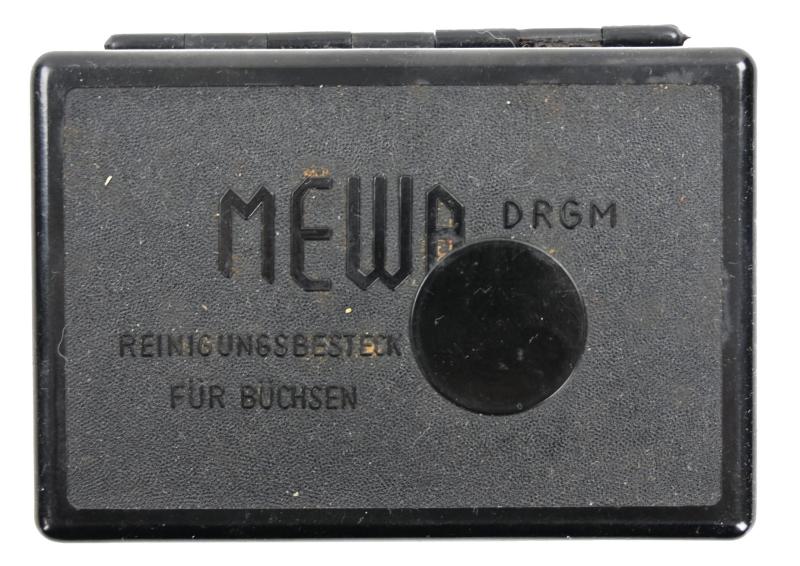 MEWA DRGM
REINIGUNGSBESTECK
FÜR BÜCHSEN